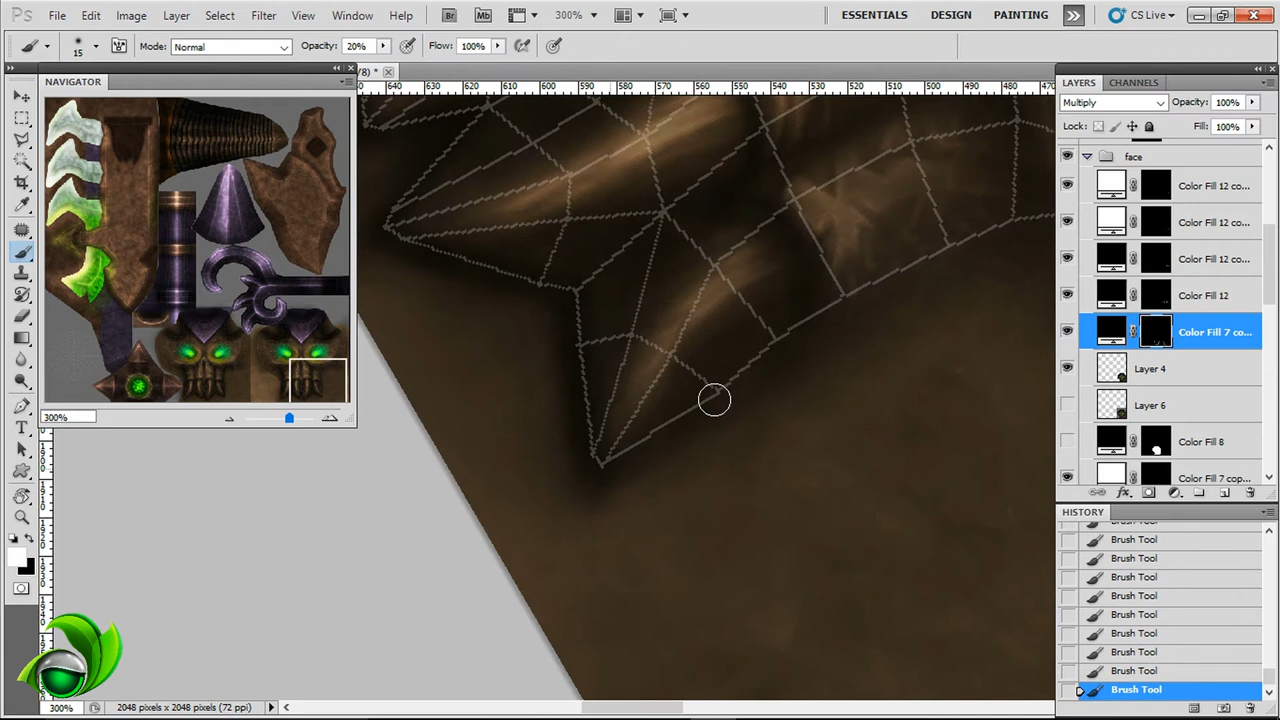 Ps File Edit Image Layer Select Filter View Window Help Br Mb 300% ESSENTIALS DESIGN PAINTING CS Live
15 Mode: Normal Opacity: 20% Flow: 100%
NAVIGATOR
/8) *
640 600 590 580 570 560 550 540 530 520 510 500 490 480 470
300%
LAYERS CHANNELS
Multiply Opacity: 100%
Lock: Fill: 100%
face
Color Fill 12 co...
Color Fill 12 co...
Color Fill 12 co...
Color Fill 12
Color Fill 7 co...
Layer 4
Layer 6
Color Fill 8
Color Fill 7 cop...
fx
HISTORY
Brush Tool
Brush Tool
Brush Tool
Brush Tool
Brush Tool
Brush Tool
Brush Tool
Brush Tool
Brush Tool
Brush Tool
300% 2048 pixels x 2048 pixels (72 ppi)